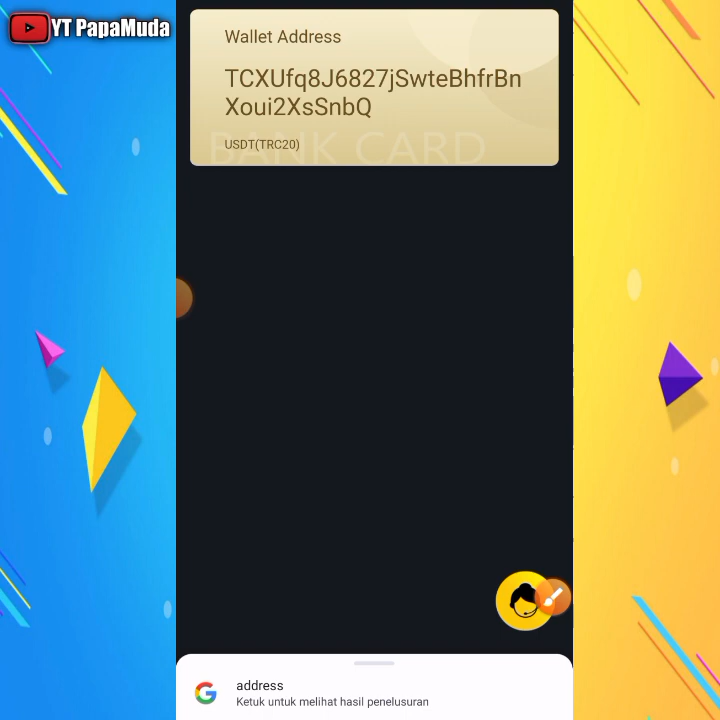 YT PapaMuda
Wallet Address
TCXUfq8J6827jSwteBhfrBn
Xoui2XsSnbQ
BANK CARD
USDT(TRC20)
address
Ketuk untuk melihat hasil penelusuran